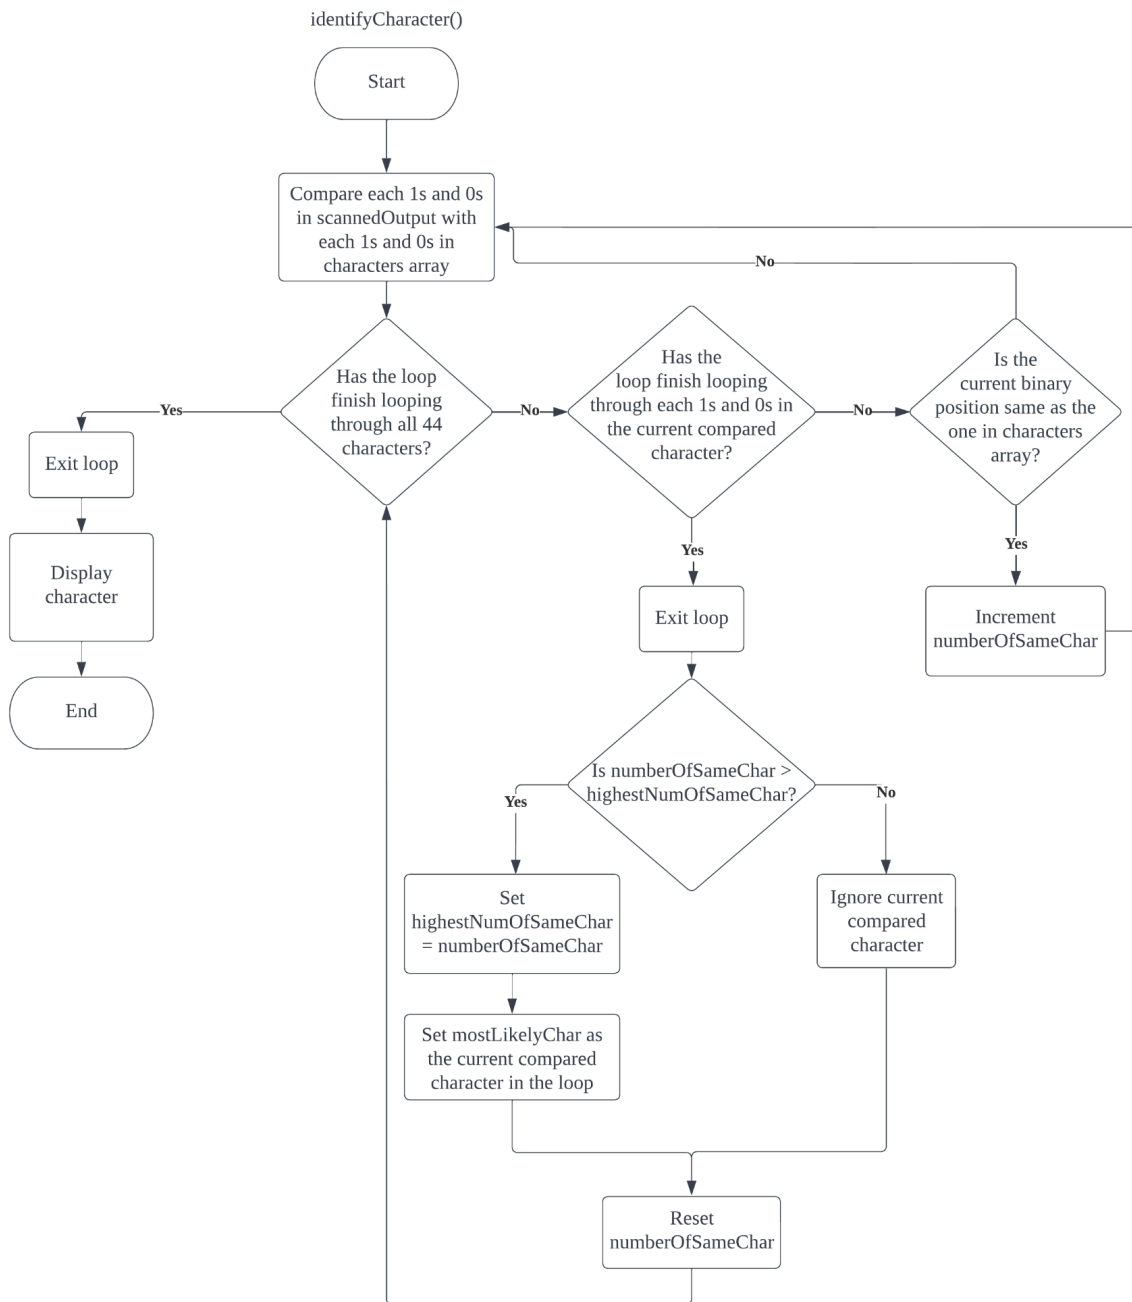 identifyCharacter()
Start
Compare each 1s and 0s
in scannedOutput with
each 1s and 0s in
characters array
No
Has the loop
finish looping
through all 44
characters?
Yes
No
Has the
loop finish looping
through each 1s and 0s in
the current compared
character?
No
Is the
current binary
position same as the
one in characters
array?
Exit loop
Display
character
End
Yes
Exit loop
Yes
Increment
numberOfSameChar
Is numberOfSameChar >
highestNumOfSameChar?
Yes
No
Set
highestNumOfSameChar
= numberOfSameChar
Ignore current
compared
character
Set mostLikelyChar as
the current compared
character in the loop
Reset
numberOfSameChar